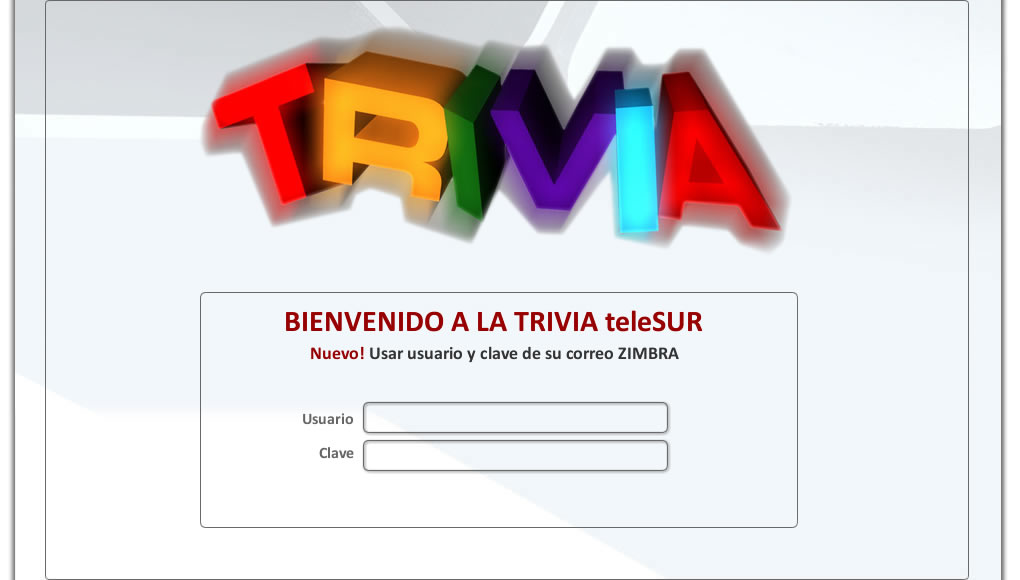 TRIVIA
BIENVENIDO A LA TRIVIA teleSUR
Nuevo! Usar usuario y clave de su correo ZIMBRA
Usuario
Clave